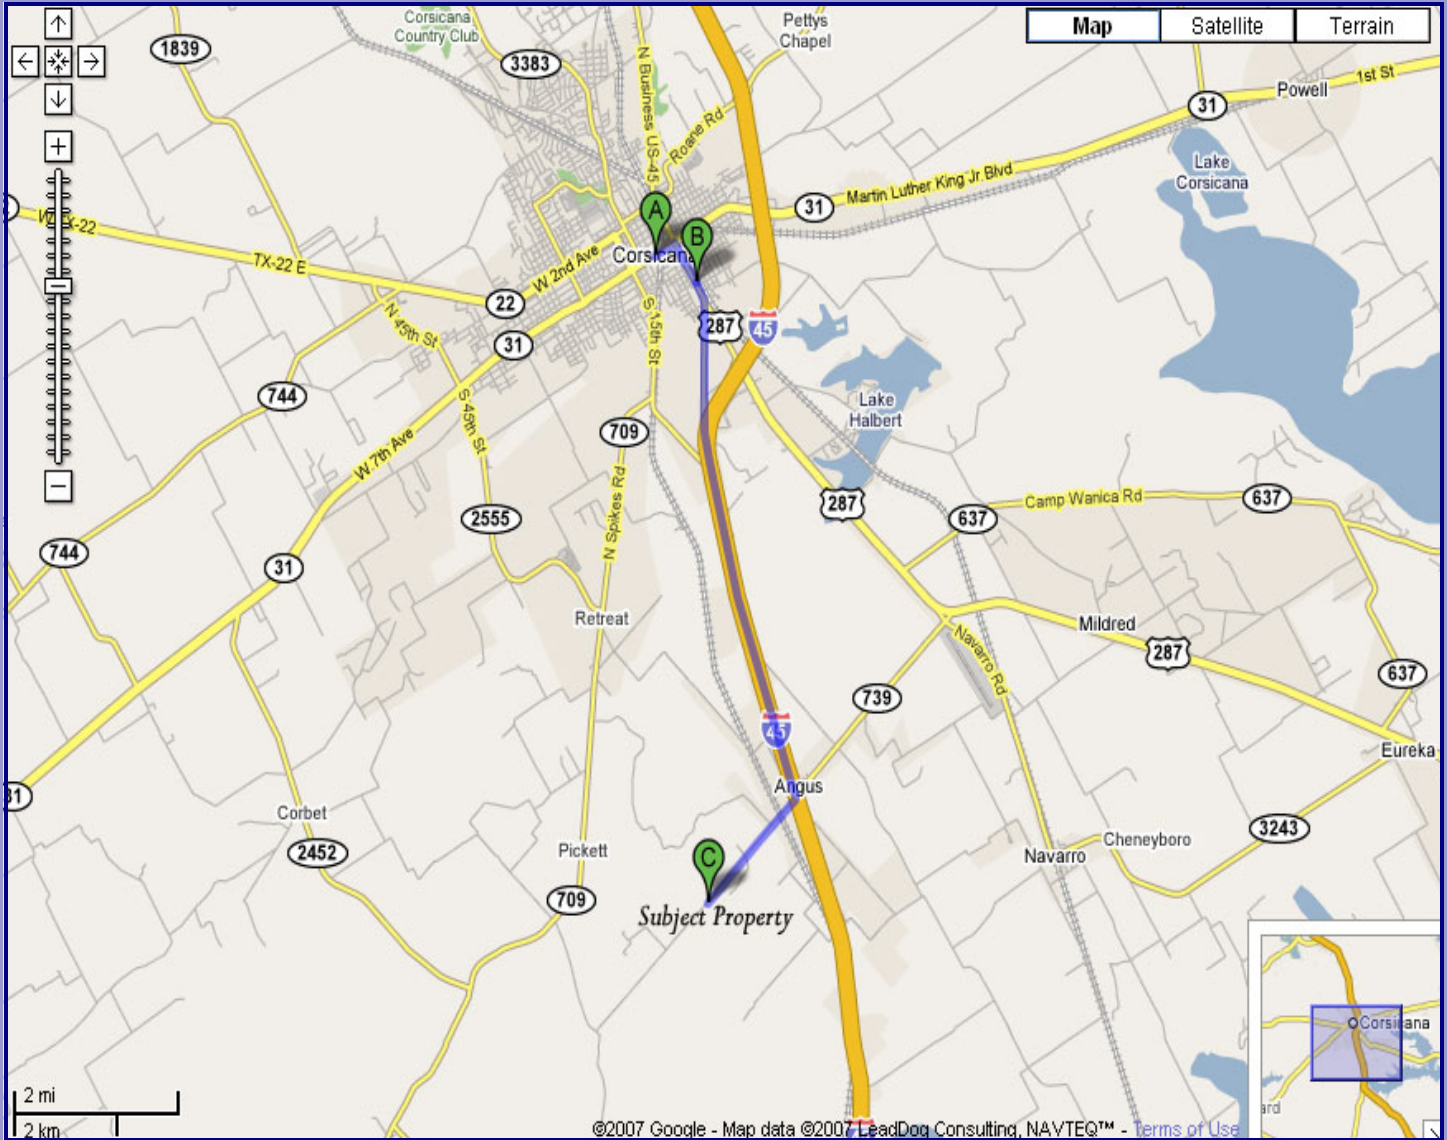 Corsicana
Country Club
Pettys
Chapel
Map
Satellite
Terrain
1839
3383
N Business US-45
Roane Rd
1st St
Powell
31
Lake
Corsicana
Martin Luther King Jr Blvd
31
W TX-22
A
B
Corsicana
TX-22 E
W 2nd Ave
22
N 45th St
31
S 15th St
287
45
744
S 45th St
Lake
Halbert
709
W 7th Ave
N Spikes Rd
2555
287
637
Camp Wanica Rd
637
744
31
Retreat
Mildred
287
Navarro Rd
637
739
45
Eureka
Angus
31
Corbet
2452
Pickett
C
709
Subject Property
Navarro
Cheneyboro
3243
Corsicana
ard
2 mi
2 km
©2007 Google - Map data ©2007 LeadDog Consulting, NAVTEQ™ - Terms of Use